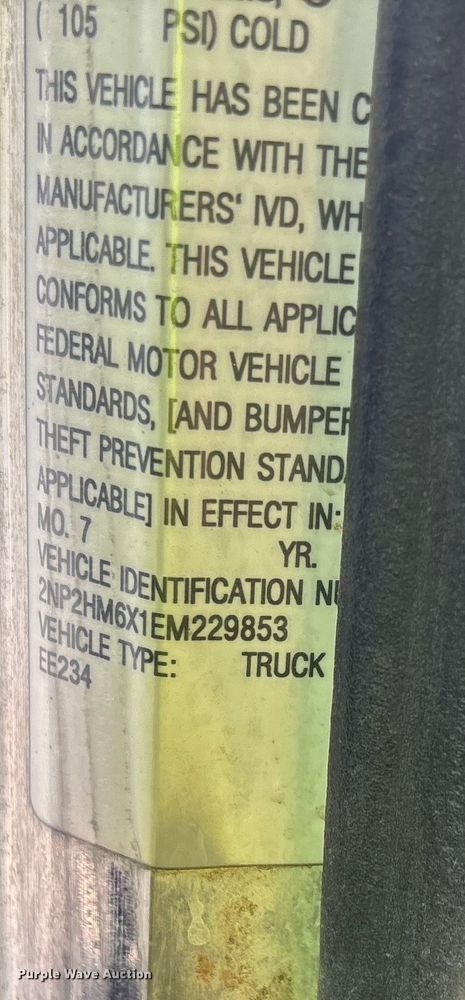 ( 105 PSI) COLD
THIS VEHICLE HAS BEEN C
IN ACCORDANCE WITH THE
MANUFACTURERS' IVD, WH
APPLICABLE. THIS VEHICLE
CONFORMS TO ALL APPLIC
FEDERAL MOTOR VEHICLE
STANDARDS, [AND BUMPER
THEFT PREVENTION STAND
APPLICABLE] IN EFFECT IN:
MO. 7 YR.
VEHICLE IDENTIFICATION NU
2NP2HM6X1EM229853
VEHICLE TYPE: TRUCK
EE234
Purple Wave Auction